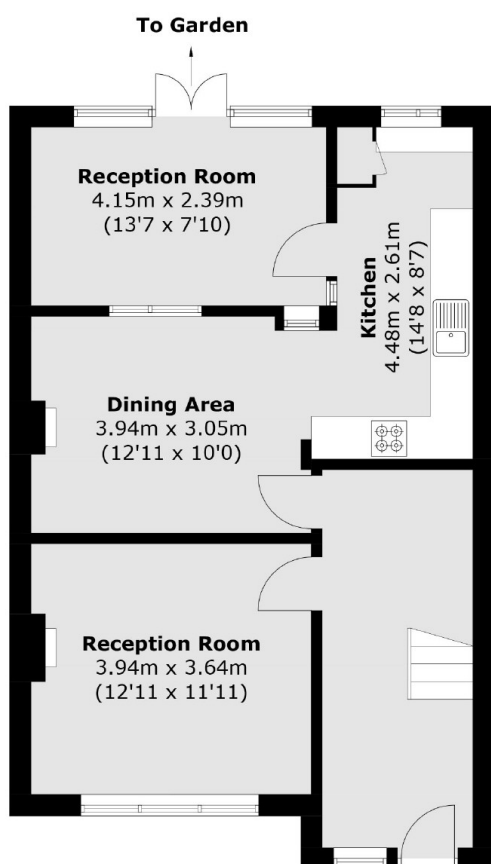 To Garden
Reception Room
4.15m x 2.39m
(13'7 x 7'10)
Kitchen
4.48m x 2.61m
(14'8 x 8'7)
Dining Area
3.94m x 3.05m
(12'11 x 10'0)
Reception Room
3.94m x 3.64m
(12'11 x 11'11)